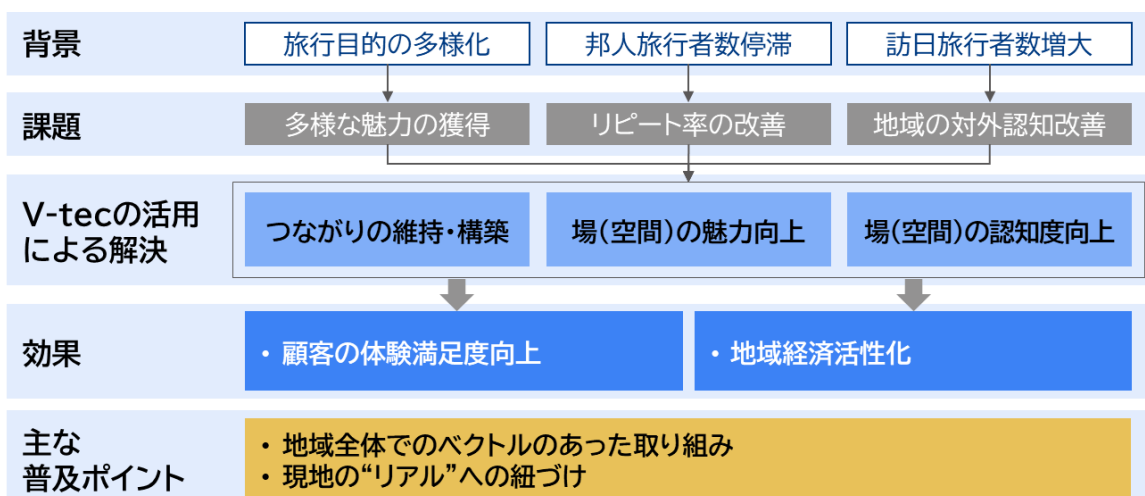 背景
旅行目的の多様化
邦人旅行者数停滞
訪日旅行者数増大
課題
多様な魅力の獲得
リピート率の改善
地域の対外認知改善
V-tecの活用
による解決
つながりの維持・構築
場(空間)の魅力向上
場(空間)の認知度向上
効果
• 顧客の体験満足度向上
• 地域経済活性化
主な
普及ポイント
• 地域全体でのベクトルのあった取り組み
• 現地の“リアル”への紐づけ